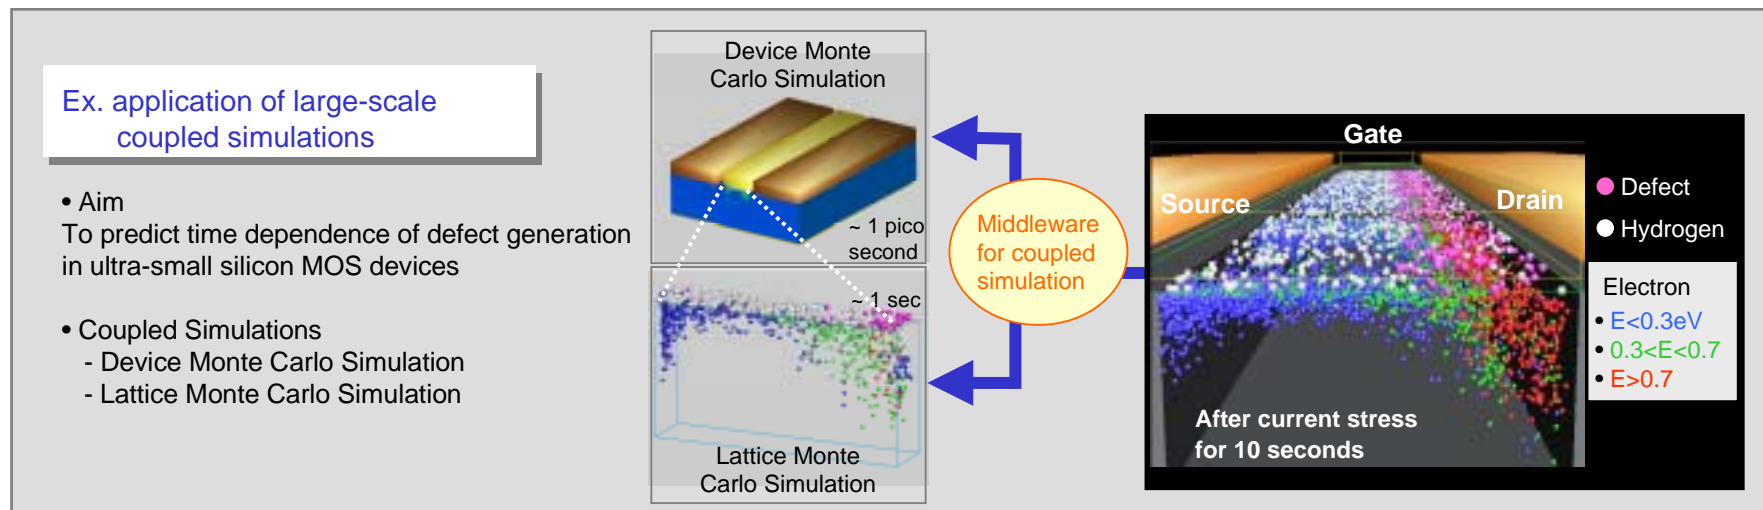 Ex. application of large-scale
coupled simulations
• Aim
To predict time dependence of defect generation
in ultra-small silicon MOS devices
• Coupled Simulations
- Device Monte Carlo Simulation
- Lattice Monte Carlo Simulation
Device Monte
Carlo Simulation
~ 1 pico
second
~ 1 sec
Lattice Monte
Carlo Simulation
Middleware
for coupled
simulation
Gate
Source
Drain
After current stress
for 10 seconds
Defect
Hydrogen
Electron
• E<0.3eV
• 0.3<E<0.7
• E>0.7